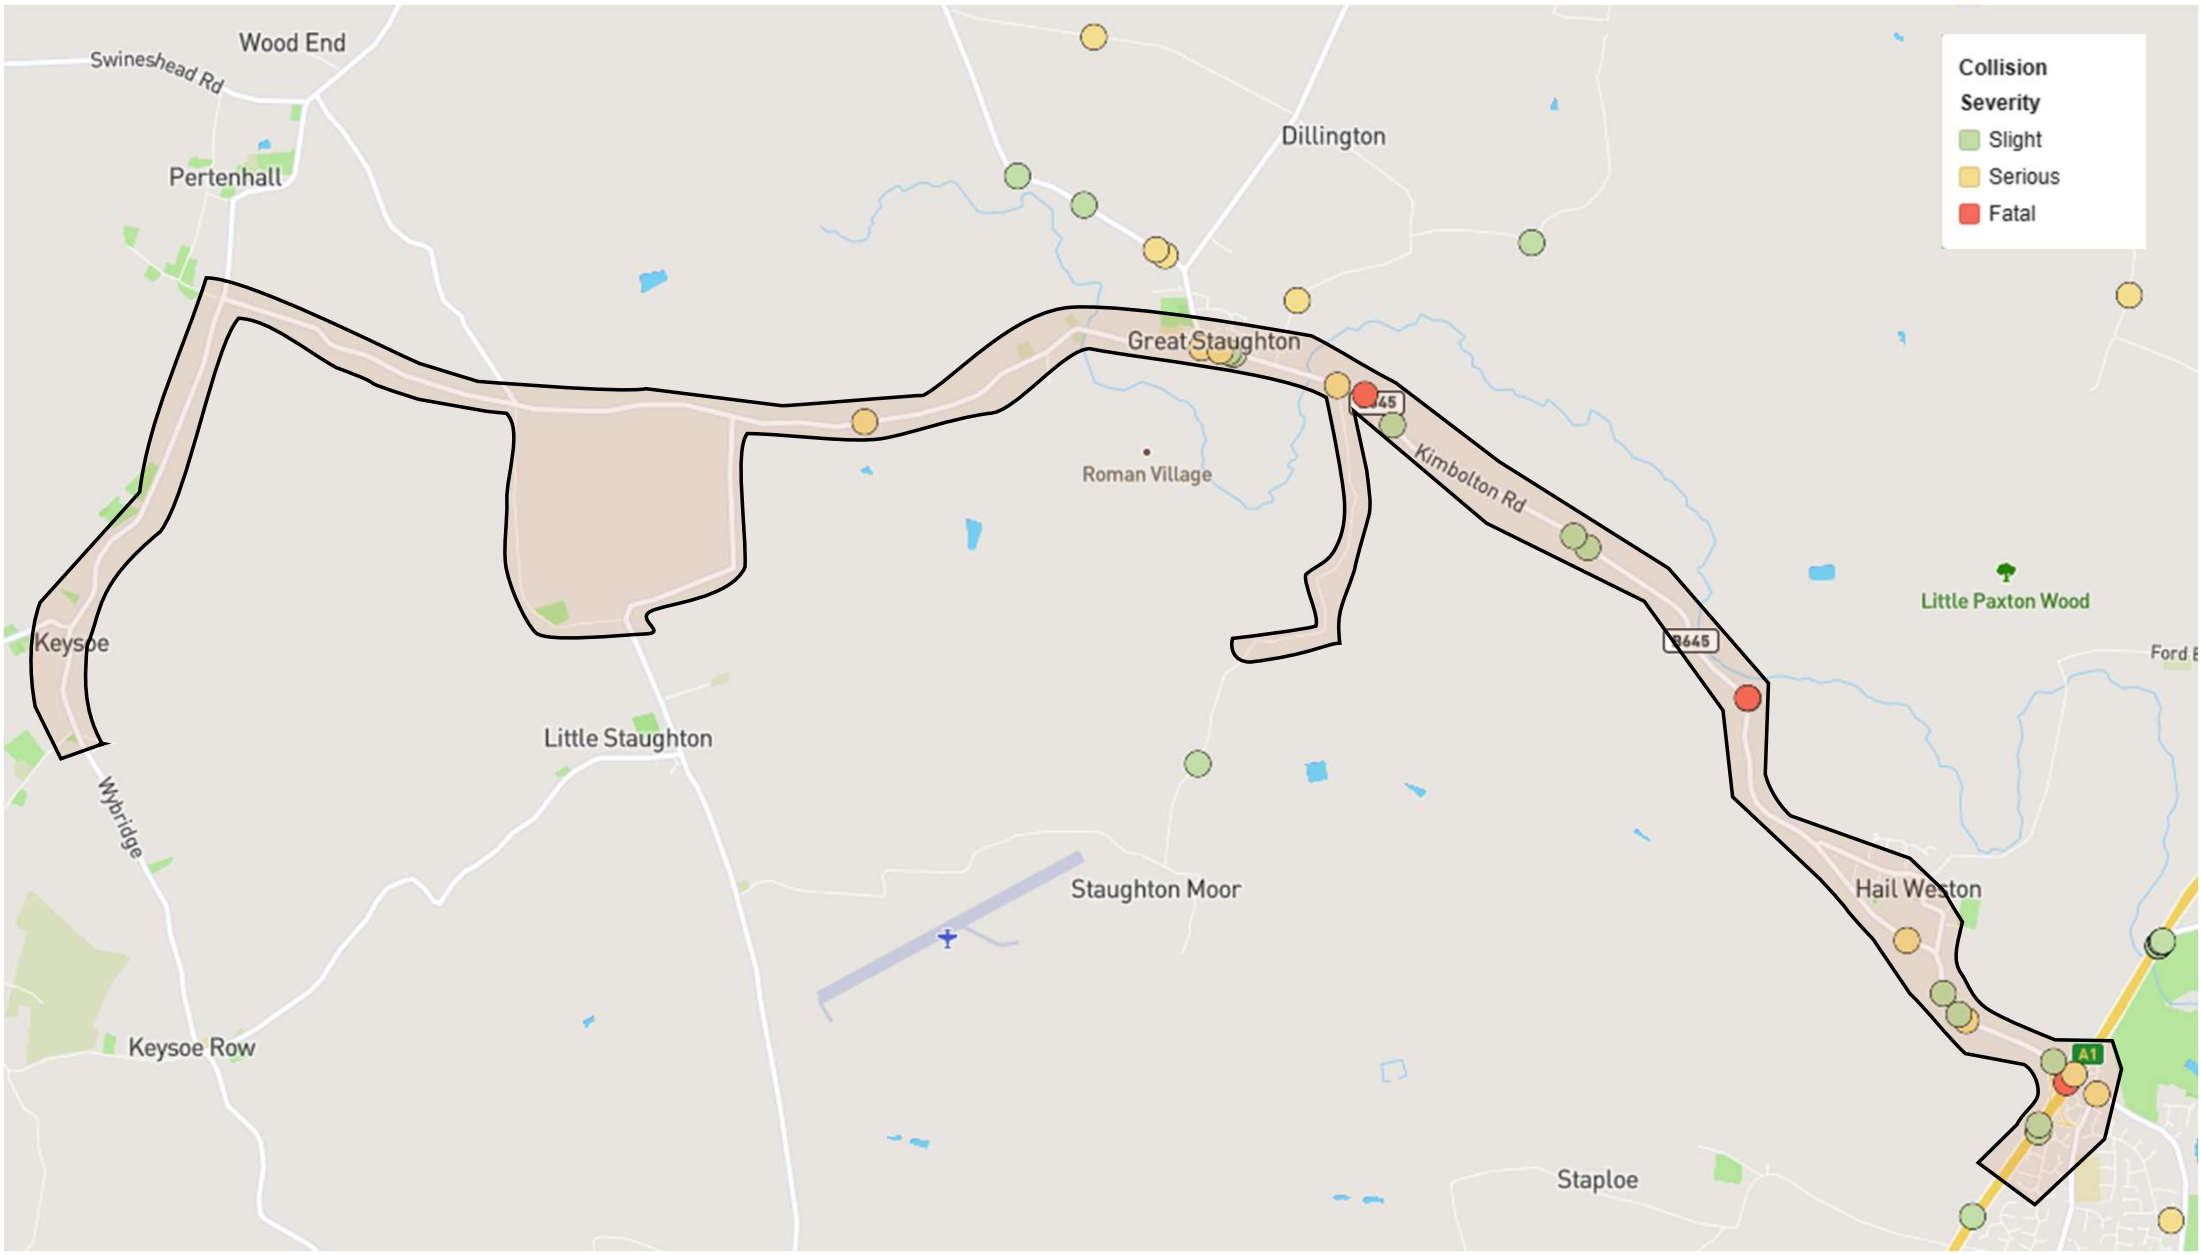 Wood End
Swineshead Rd
Collision
Severity
Slight
Serious
Fatal
Dillington
Pertenhall
Great Staughton
Kimbolton Rd
Roman Village
Little Paxton Wood
Keysoe
B645
Ford
Little Staughton
Wybridge
Hail Weston
Staughton Moor
Keysoe Row
A1
Staploe